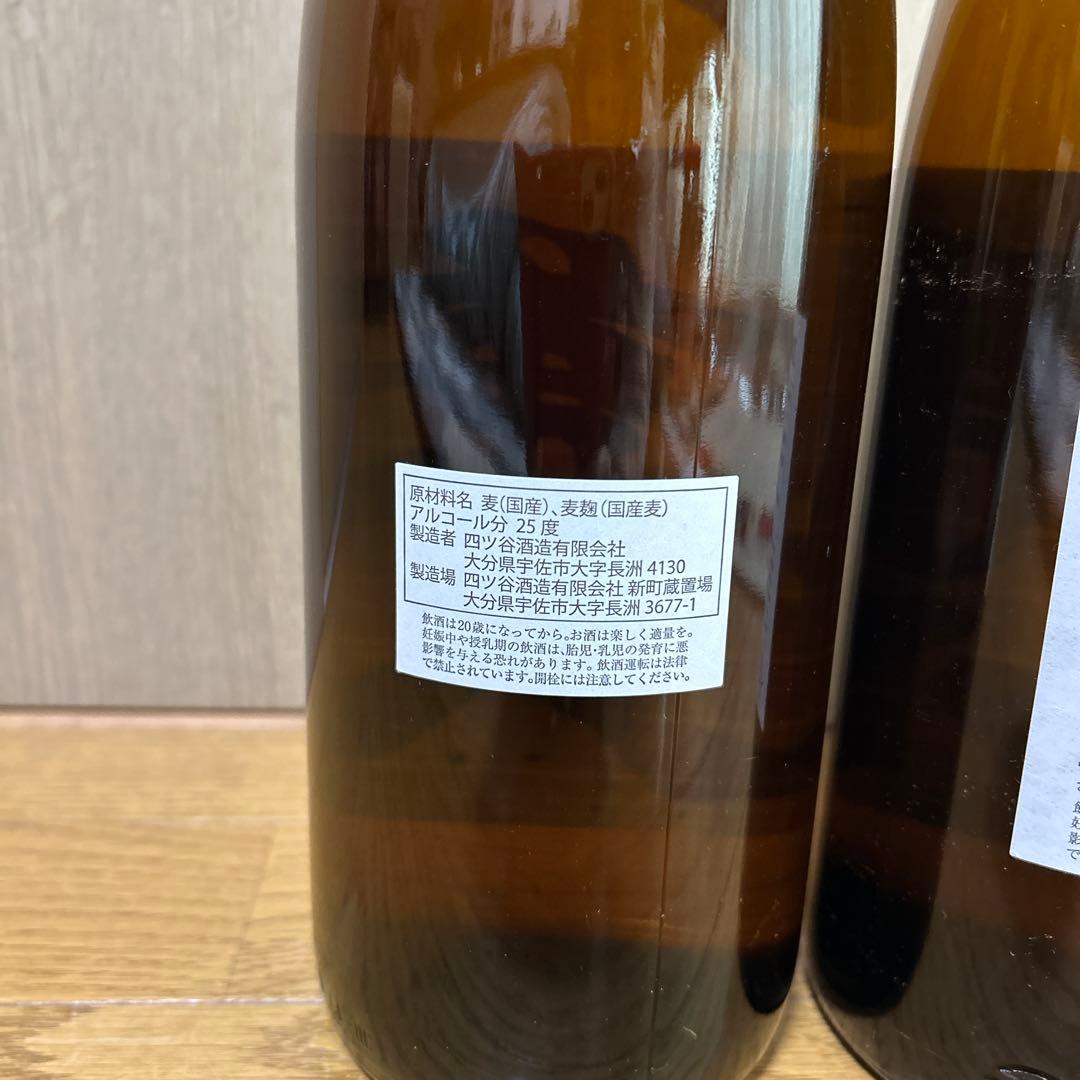 原材料名 麦(国産)、麦麹(国産麦)
アルコール分 25度
製造者 四ツ谷酒造有限会社
大分県宇佐市大字長洲 4130
製造場 四ツ谷酒造有限会社 新町蔵置場
大分県宇佐市大字長洲 3677-1
飲酒は20歳になってから。お酒は楽しく適量を。
妊娠中や授乳期の飲酒は、胎児・乳児の発育に悪
影響を与える恐れがあります。飲酒運転は法律
で禁止されています。開栓には注意してください。
飲
妊
影
で